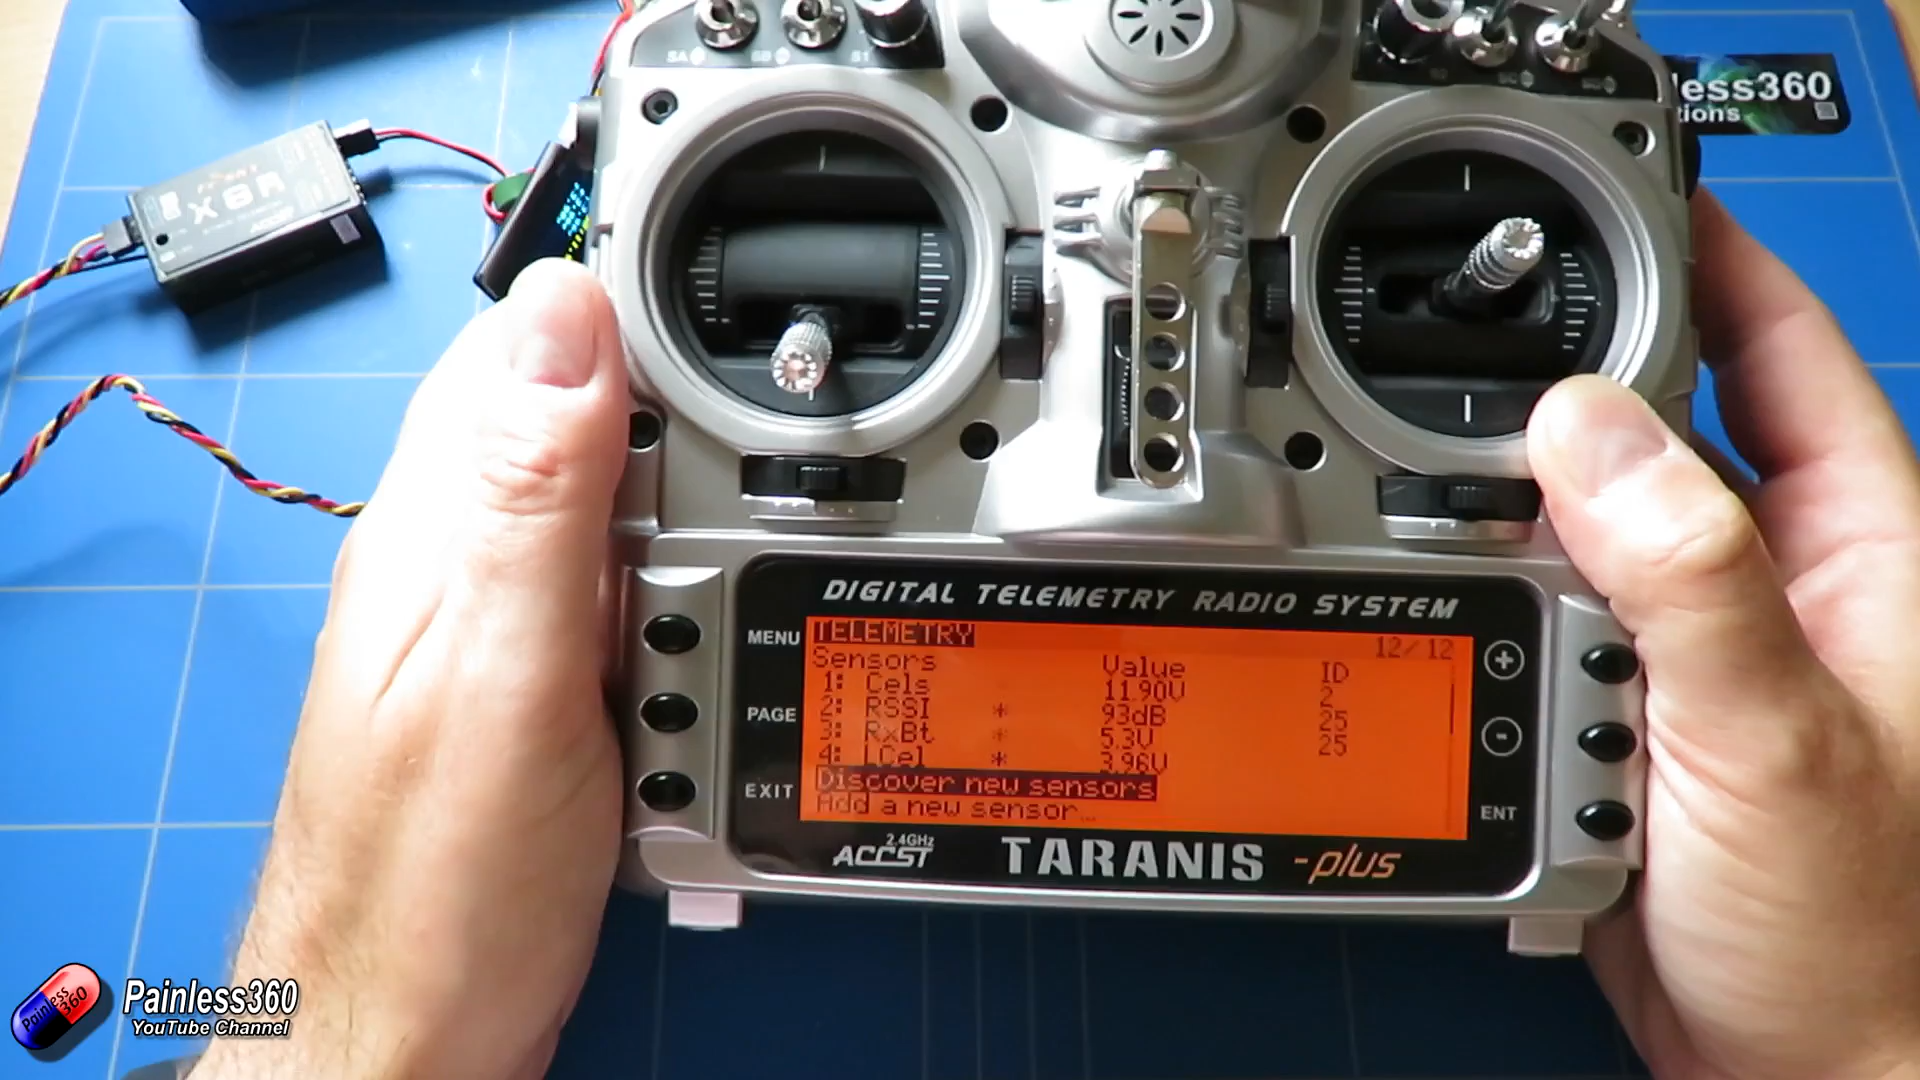 SA
SB
S1
less360
tions
X8R
DIGITAL TELEMETRY RADIO SYSTEM
MENU
PAGE
EXIT
TELEMETRY 12/12
Sensors Value ID
1: Cels 11.90V 2
2: RSSI * 93dB 25
3: RxBt * 5.3V 25
4: LCel * 3.96V
Discover new sensors
Add a new sensor...
+
-
ENT
2.4GHz
ACCST
TARANIS -plus
Painless360
Painless360
YouTube Channel